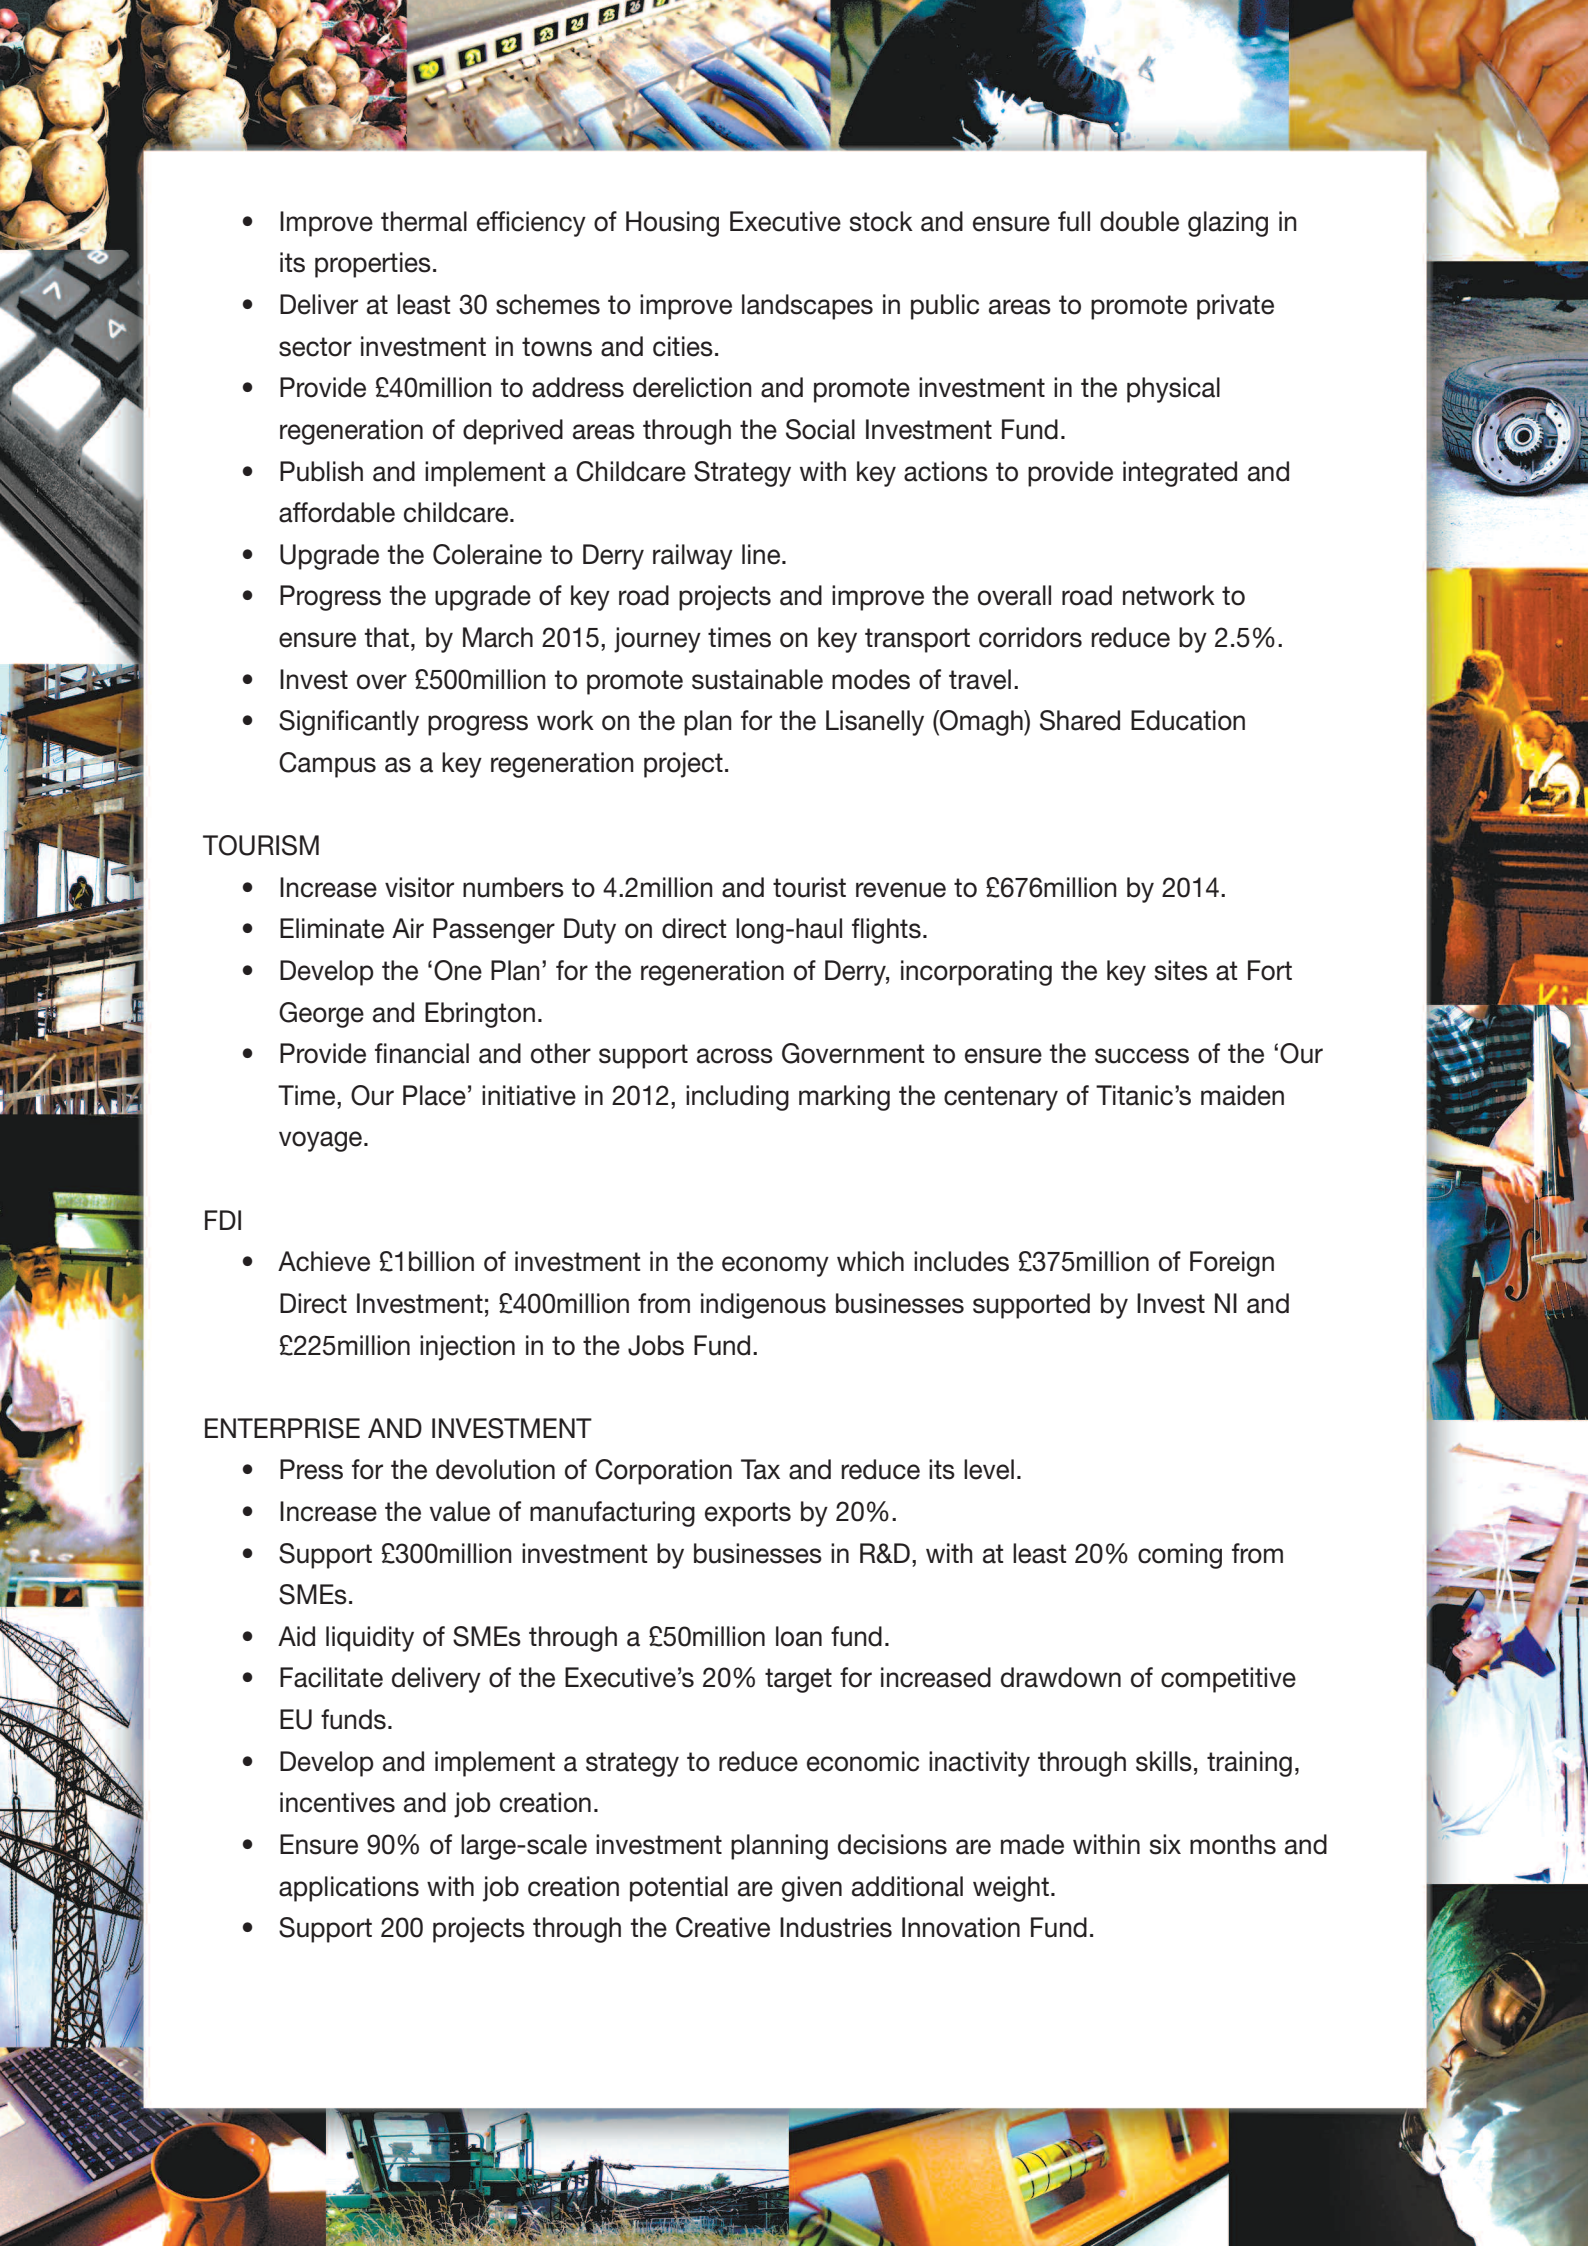 20 21 22 23 24 25 26
7 8
4
• Improve thermal efficiency of Housing Executive stock and ensure full double glazing in
its properties.
• Deliver at least 30 schemes to improve landscapes in public areas to promote private
sector investment in towns and cities.
• Provide £40million to address dereliction and promote investment in the physical
regeneration of deprived areas through the Social Investment Fund.
• Publish and implement a Childcare Strategy with key actions to provide integrated and
affordable childcare.
• Upgrade the Coleraine to Derry railway line.
• Progress the upgrade of key road projects and improve the overall road network to
ensure that, by March 2015, journey times on key transport corridors reduce by 2.5%.
• Invest over £500million to promote sustainable modes of travel.
• Significantly progress work on the plan for the Lisanelly (Omagh) Shared Education
Campus as a key regeneration project.
TOURISM
• Increase visitor numbers to 4.2million and tourist revenue to £676million by 2014.
• Eliminate Air Passenger Duty on direct long-haul flights.
• Develop the ‘One Plan’ for the regeneration of Derry, incorporating the key sites at Fort
George and Ebrington.
• Provide financial and other support across Government to ensure the success of the ‘Our
Time, Our Place’ initiative in 2012, including marking the centenary of Titanic’s maiden
voyage.
FDI
• Achieve £1billion of investment in the economy which includes £375million of Foreign
Direct Investment; £400million from indigenous businesses supported by Invest NI and
£225million injection in to the Jobs Fund.
ENTERPRISE AND INVESTMENT
• Press for the devolution of Corporation Tax and reduce its level.
• Increase the value of manufacturing exports by 20%.
• Support £300million investment by businesses in R&D, with at least 20% coming from
SMEs.
• Aid liquidity of SMEs through a £50million loan fund.
• Facilitate delivery of the Executive’s 20% target for increased drawdown of competitive
EU funds.
• Develop and implement a strategy to reduce economic inactivity through skills, training,
incentives and job creation.
• Ensure 90% of large-scale investment planning decisions are made within six months and
applications with job creation potential are given additional weight.
• Support 200 projects through the Creative Industries Innovation Fund.